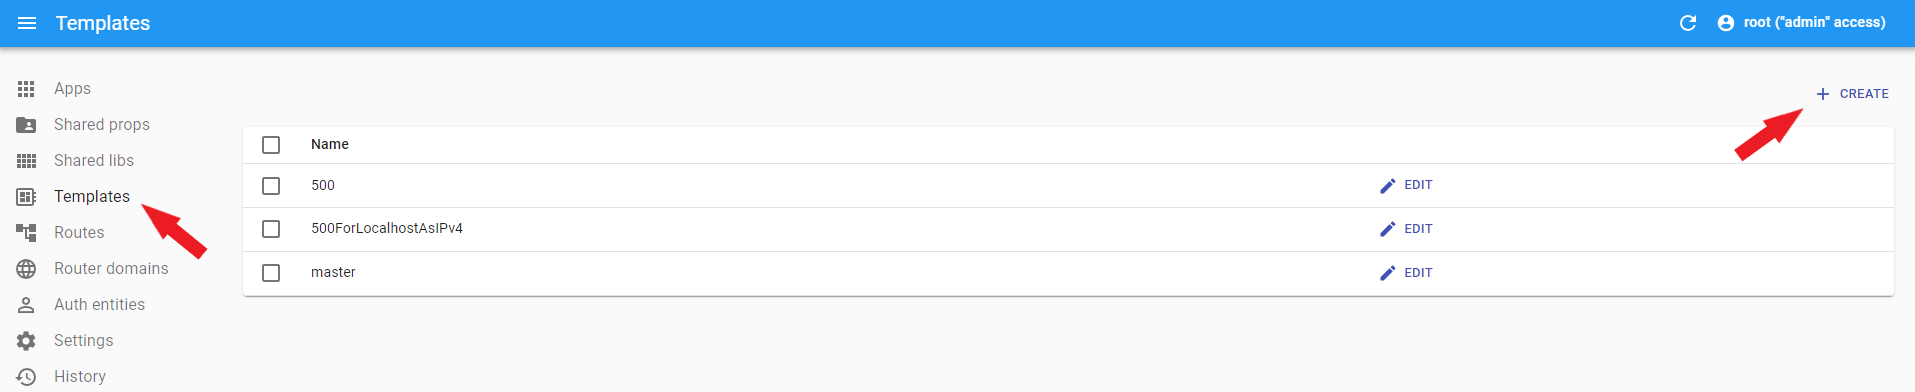 Templates
root ("admin" access)
Apps
Shared props
Shared libs
Templates
Routes
Router domains
Auth entities
Settings
History
CREATE
Name
500 EDIT
500ForLocalhostAsIPv4 EDIT
master EDIT